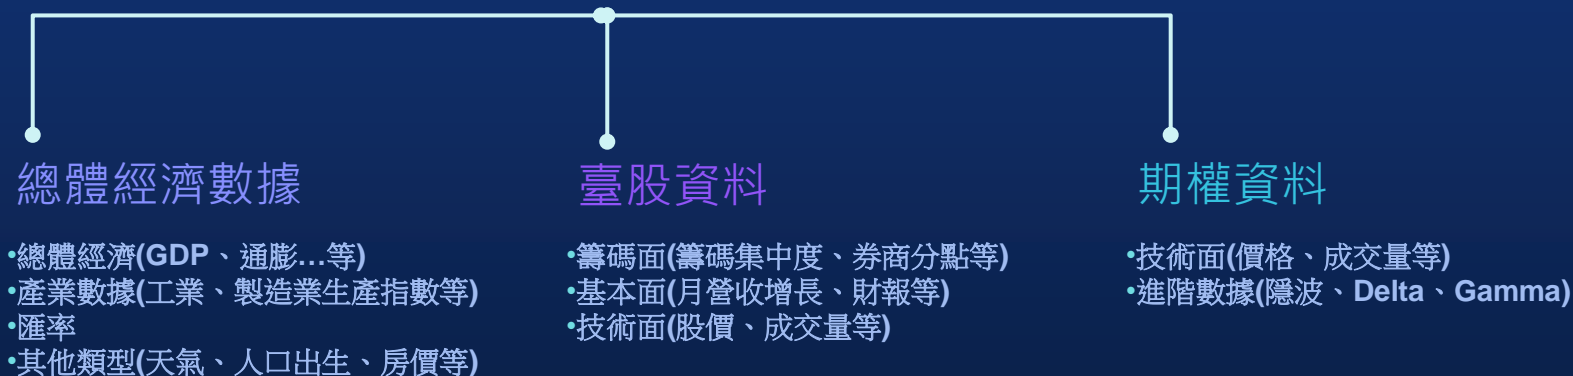 總體經濟數據
•總體經濟(GDP、通膨...等)
•產業數據(工業、製造業生產指數等)
•匯率
•其他類型(天氣、人口出生、房價等)
臺股資料
•籌碼面(籌碼集中度、券商分點等)
•基本面(月營收增長、財報等)
•技術面(股價、成交量等)
期權資料
•技術面(價格、成交量等)
•進階數據(隱波、Delta、Gamma)